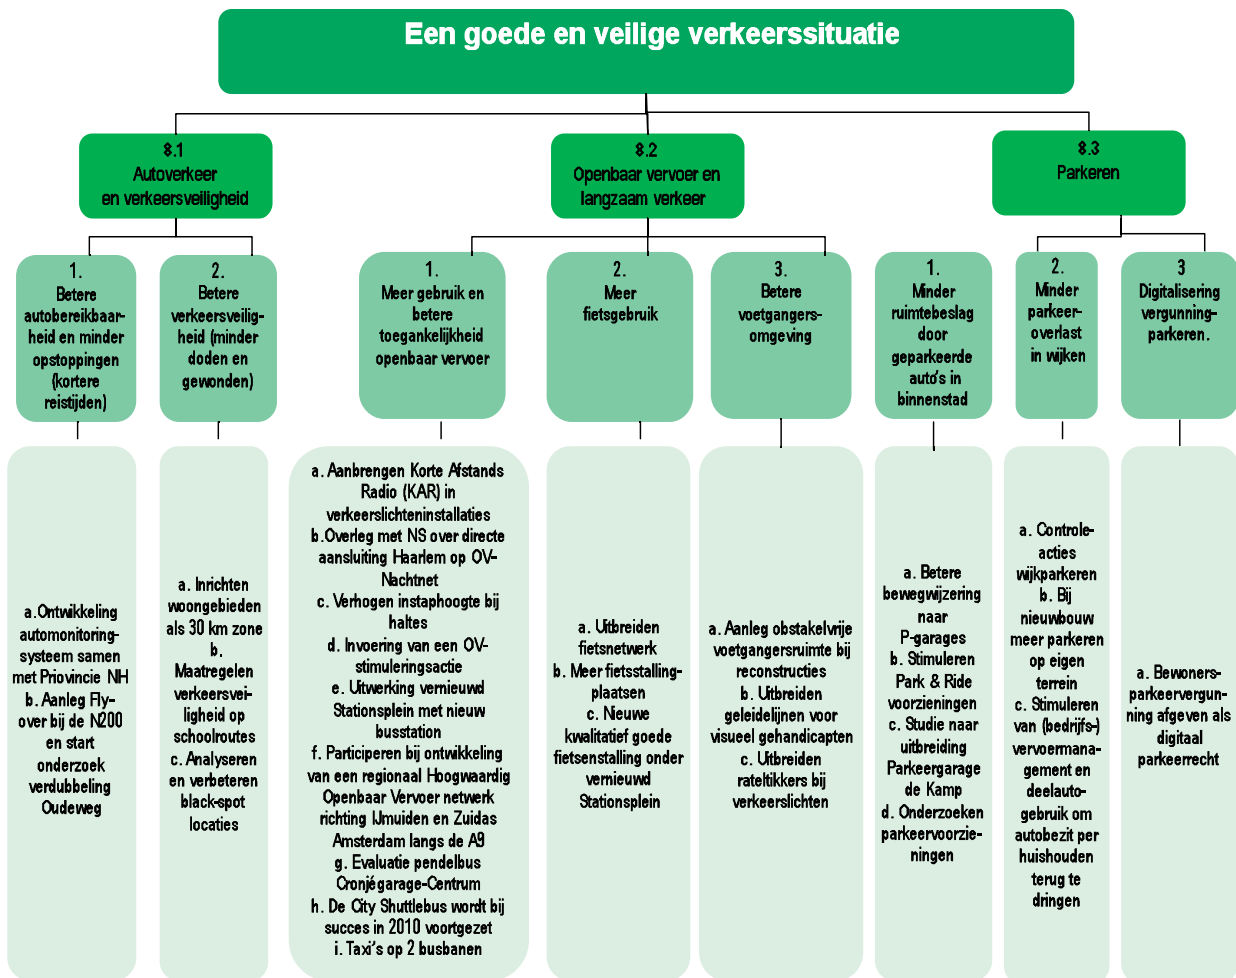 Een goede en veilige verkeerssituatie
8.1
Autoverkeer
en verkeersveiligheid
8.2
Openbaar vervoer en
langzaam verkeer
8.3
Parkeren
1.
Betere
autobereikbaar-
heid en minder
opstoppingen
(kortere
reistijden)
2.
Betere
verkeersveilig-
heid (minder
doden en
gewonden)
1.
Meer gebruik en
betere
toegankelijkheid
openbaar vervoer
2.
Meer
fietsgebruik
3.
Betere
voetgangers-
omgeving
1.
Minder
ruimtebeslag
door
geparkeerde
auto's in
binnenstad
2.
Minder
parkeer-
overlast
in wijken
3
Digitalisering
vergunning-
parkeren.
a.Ontwikkeling
automonitoring-
systeem samen
met Priovincie NH
b. Aanleg Fly-
over bij de N200
en start
onderzoek
verdubbeling
Oudeweg
a. Inrichten
woongebieden
als 30 km zone
b.
Maatregelen
verkeersvei-
ligheid op
schoolroutes
c. Analyseren
en verbeteren
black-spot
locaties
a. Aanbrengen Korte Afstands
Radio (KAR) in
verkeerslichteninstallaties
b.Overleg met NS over directe
aansluiting Haarlem op OV-
Nachtnet
c. Verhogen instaphoogte bij
haltes
d. Invoering van een OV-
stimuleringsactie
e. Uitwerking vernieuwd
Stationsplein met nieuw
busstation
f. Participeren bij ontwikkeling
van een regionaal Hoogwaardig
Openbaar Vervoer netwerk
richting IJmuiden en Zuidas
Amsterdam langs de A9
g. Evaluatie pendelbus
Cronjégarage-Centrum
h. De City Shuttlebus wordt bij
succes in 2010 voortgezet
i. Taxi's op 2 busbanen
a. Uitbreiden
fietsnetwerk
b. Meer fietsstalling-
plaatsen
c. Nieuwe
kwalitatief goede
fietsenstalling onder
vernieuwd
Stationsplein
a. Aanleg obstakelvrije
voetgangersruimte bij
reconstructies
b. Uitbreiden
geleidelijnen voor
visueel gehandicapten
c. Uitbreiden
rateltikkers bij
verkeerslichten
a. Betere
bewegwijzering
naar
P-garages
b. Stimuleren
Park & Ride
voorzieningen
c. Studie naar
uitbreiding
Parkeergarage
de Kamp
d. Onderzoeken
parkeervoorzie-
ningen
a. Controle-
acties
wijkparkeren
b. Bij
nieuwbouw
meer parkeren
op eigen
terrein
c. Stimuleren
van (bedrijfs-)
vervoermana-
gement en
deelauto-
gebruik om
autobezit per
huishouden
terug te
dringen
a. Bewoners-
parkeervergun-
ning afgeven als
digitaal
parkeerrecht